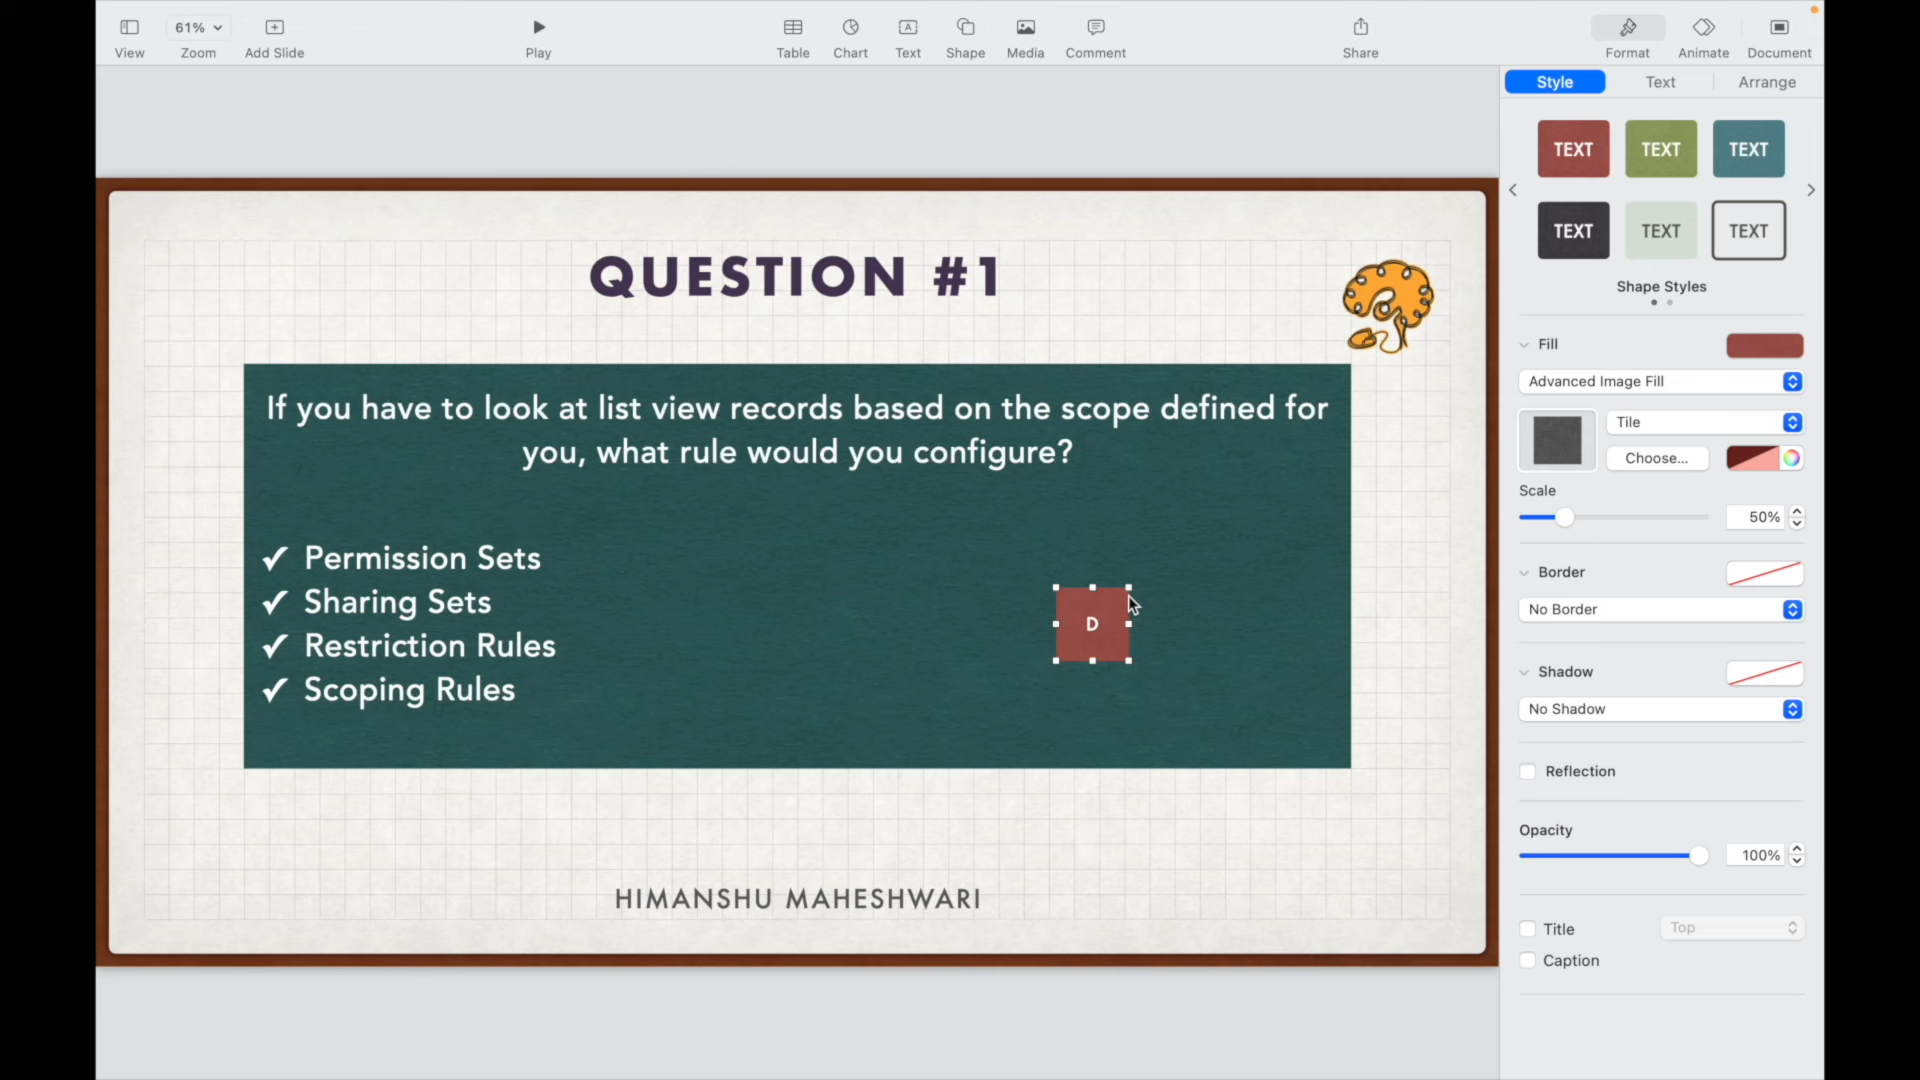 61%
View
Zoom
Add Slide
Play
Table
Chart
Text
Shape
Media
Comment
Share
Format
Animate
Document
Style
Text
Arrange
TEXT
TEXT
TEXT
TEXT
TEXT
TEXT
Shape Styles
Fill
Advanced Image Fill
Tile
Choose...
Scale
50%
Border
No Border
Shadow
No Shadow
Reflection
Opacity
100%
Title
Top
Caption
QUESTION #1
If you have to look at list view records based on the scope defined for
you, what rule would you configure?
✓ Permission Sets
✓ Sharing Sets
✓ Restriction Rules
✓ Scoping Rules
D
HIMANSHU MAHESHWARI